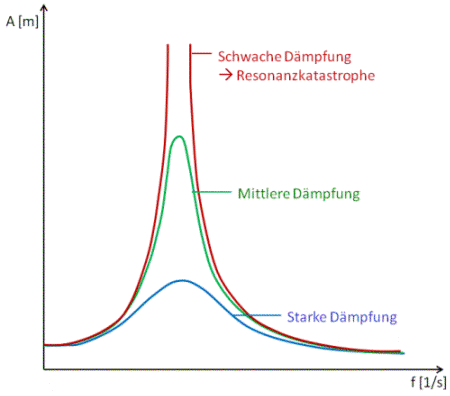 A [m]
Schwache Dämpfung
→ Resonanzkatastrophe
Mittlere Dämpfung
Starke Dämpfung
f [1/s]